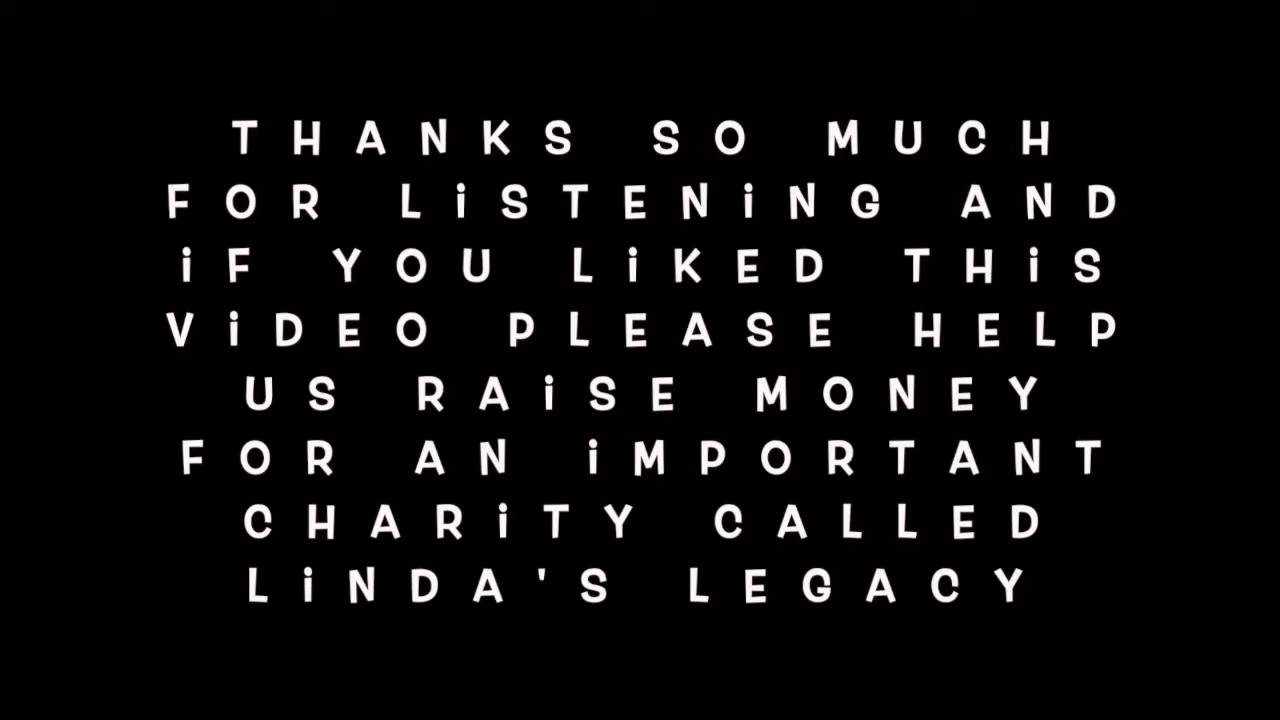 THANKS SO MUCH
FOR LiSTENiNG AND
iF YOU LiKED THiS
ViDEO PLEASE HELP
US RAiSE MONEY
FOR AN iMPORTANT
CHARiTY CALLED
LiNDA'S LEGACY